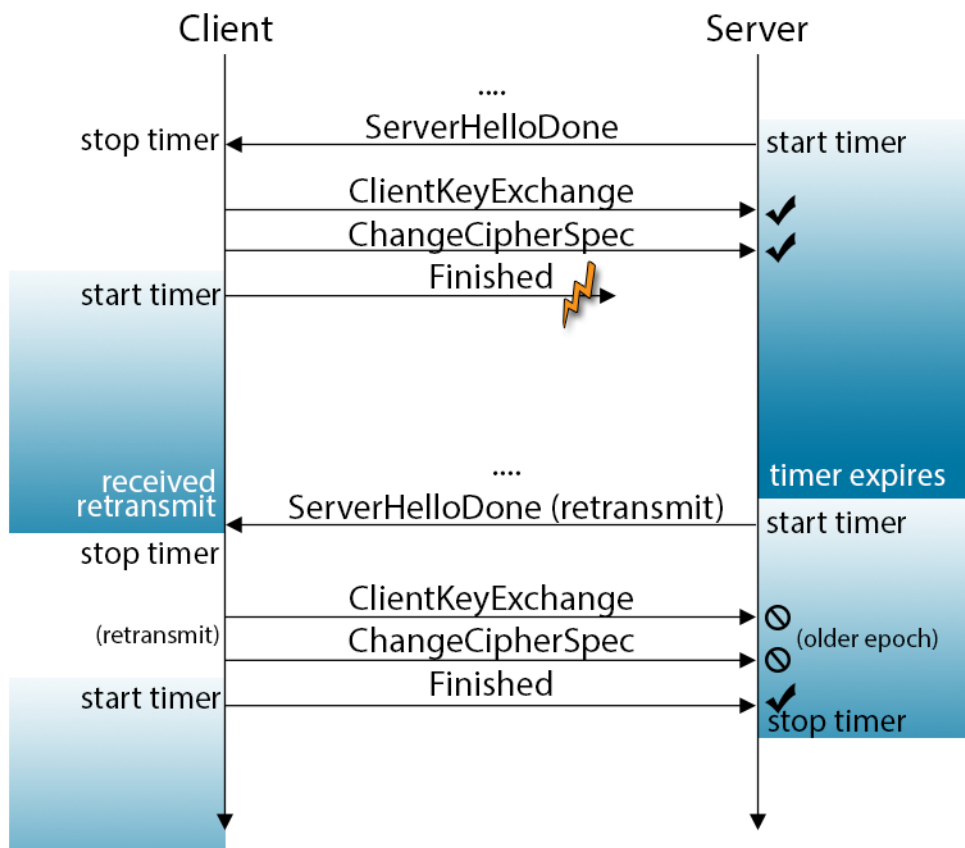 Client
Server
....
stop timer
ServerHelloDone
start timer
ClientKeyExchange
ChangeCipherSpec
start timer
Finished
....
received
retransmit
timer expires
ServerHelloDone (retransmit)
start timer
stop timer
ClientKeyExchange
(retransmit)
(older epoch)
ChangeCipherSpec
start timer
Finished
stop timer